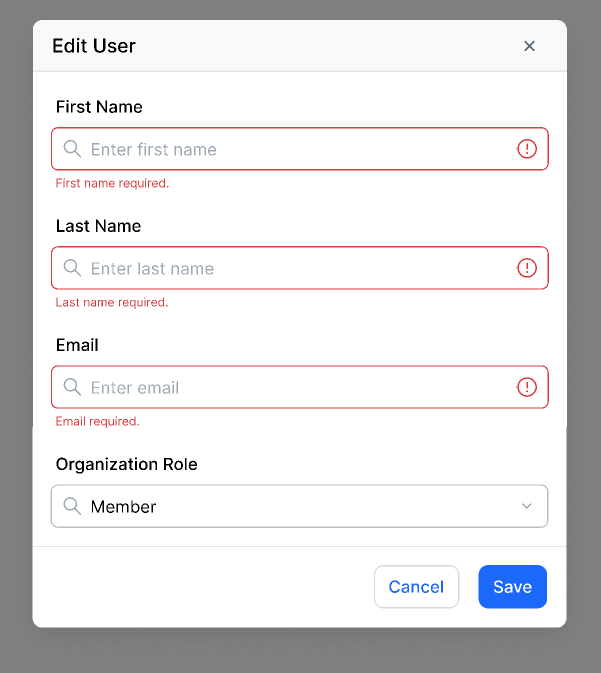 Edit User
First Name
Enter first name
First name required.
Last Name
Enter last name
Last name required.
Email
Enter email
Email required.
Organization Role
Member
Cancel
Save